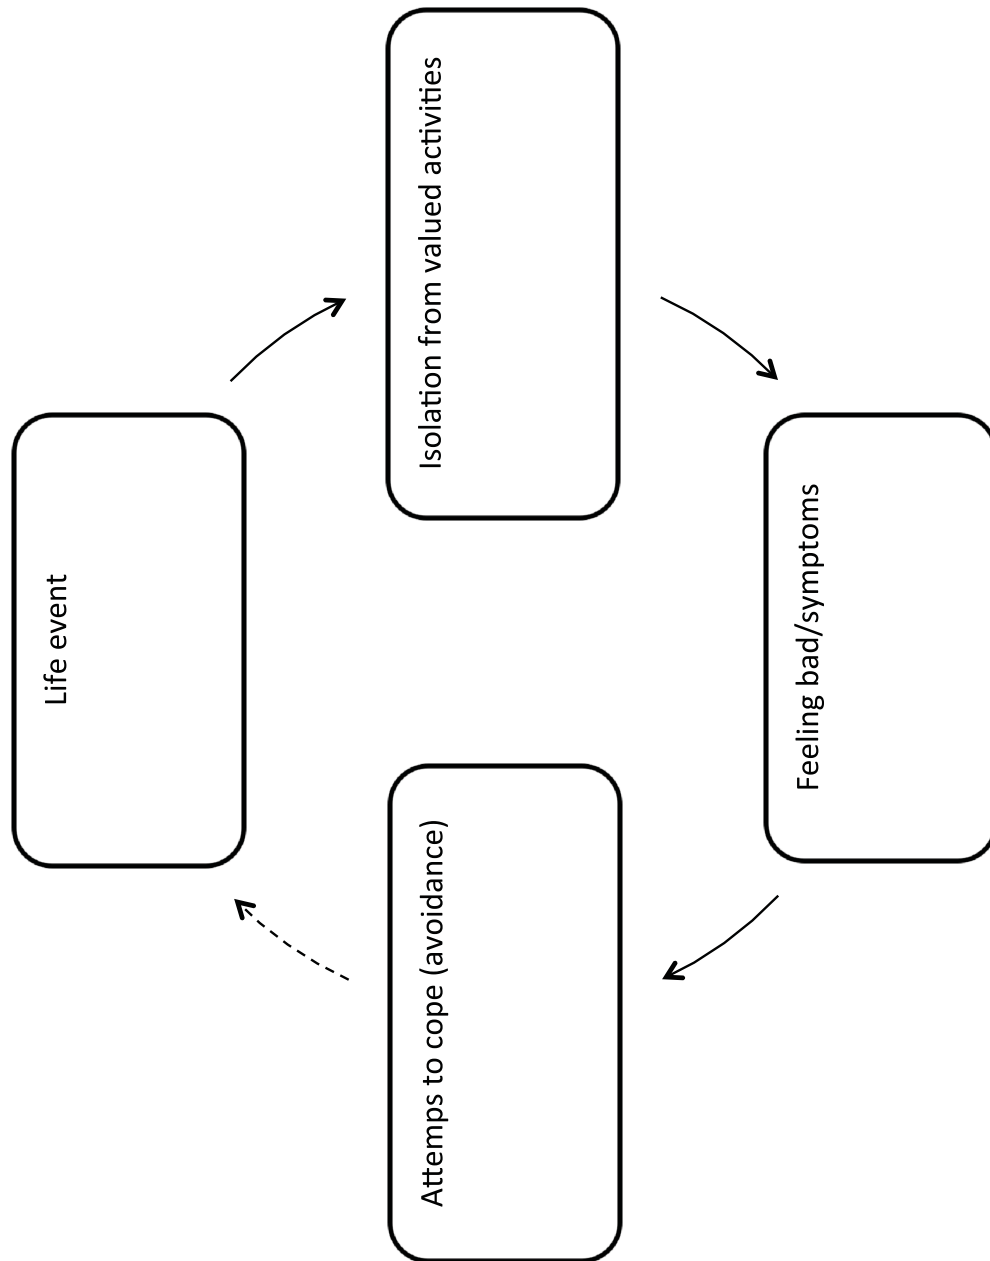 Life event
Isolation from valued activities
Feeling bad/symptoms
Attemps to cope (avoidance)